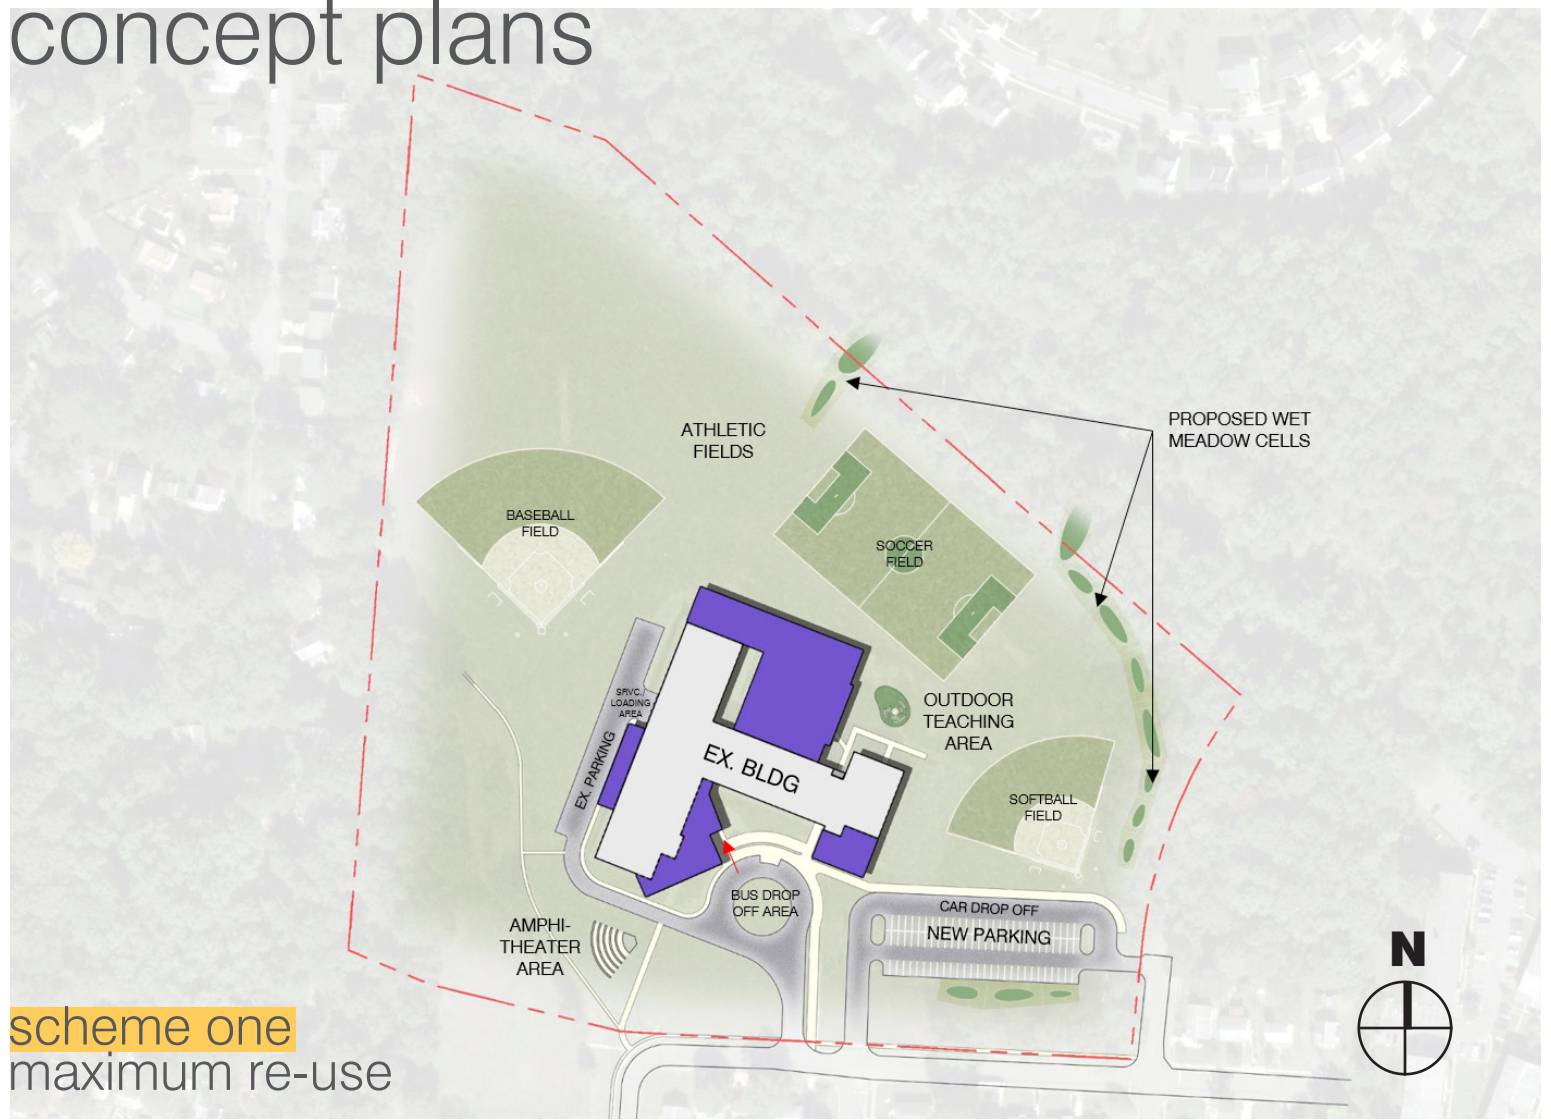 concept plans
PROPOSED WET
MEADOW CELLS
ATHLETIC
FIELDS
BASEBALL
FIELD
SOCCER
FIELD
SRVC./
LOADING
AREA
OUTDOOR
TEACHING
AREA
EX. PARKING
EX. BLDG
SOFTBALL
FIELD
BUS DROP
OFF AREA
CAR DROP OFF
NEW PARKING
AMPHI-
THEATER
AREA
N
scheme one
maximum re-use